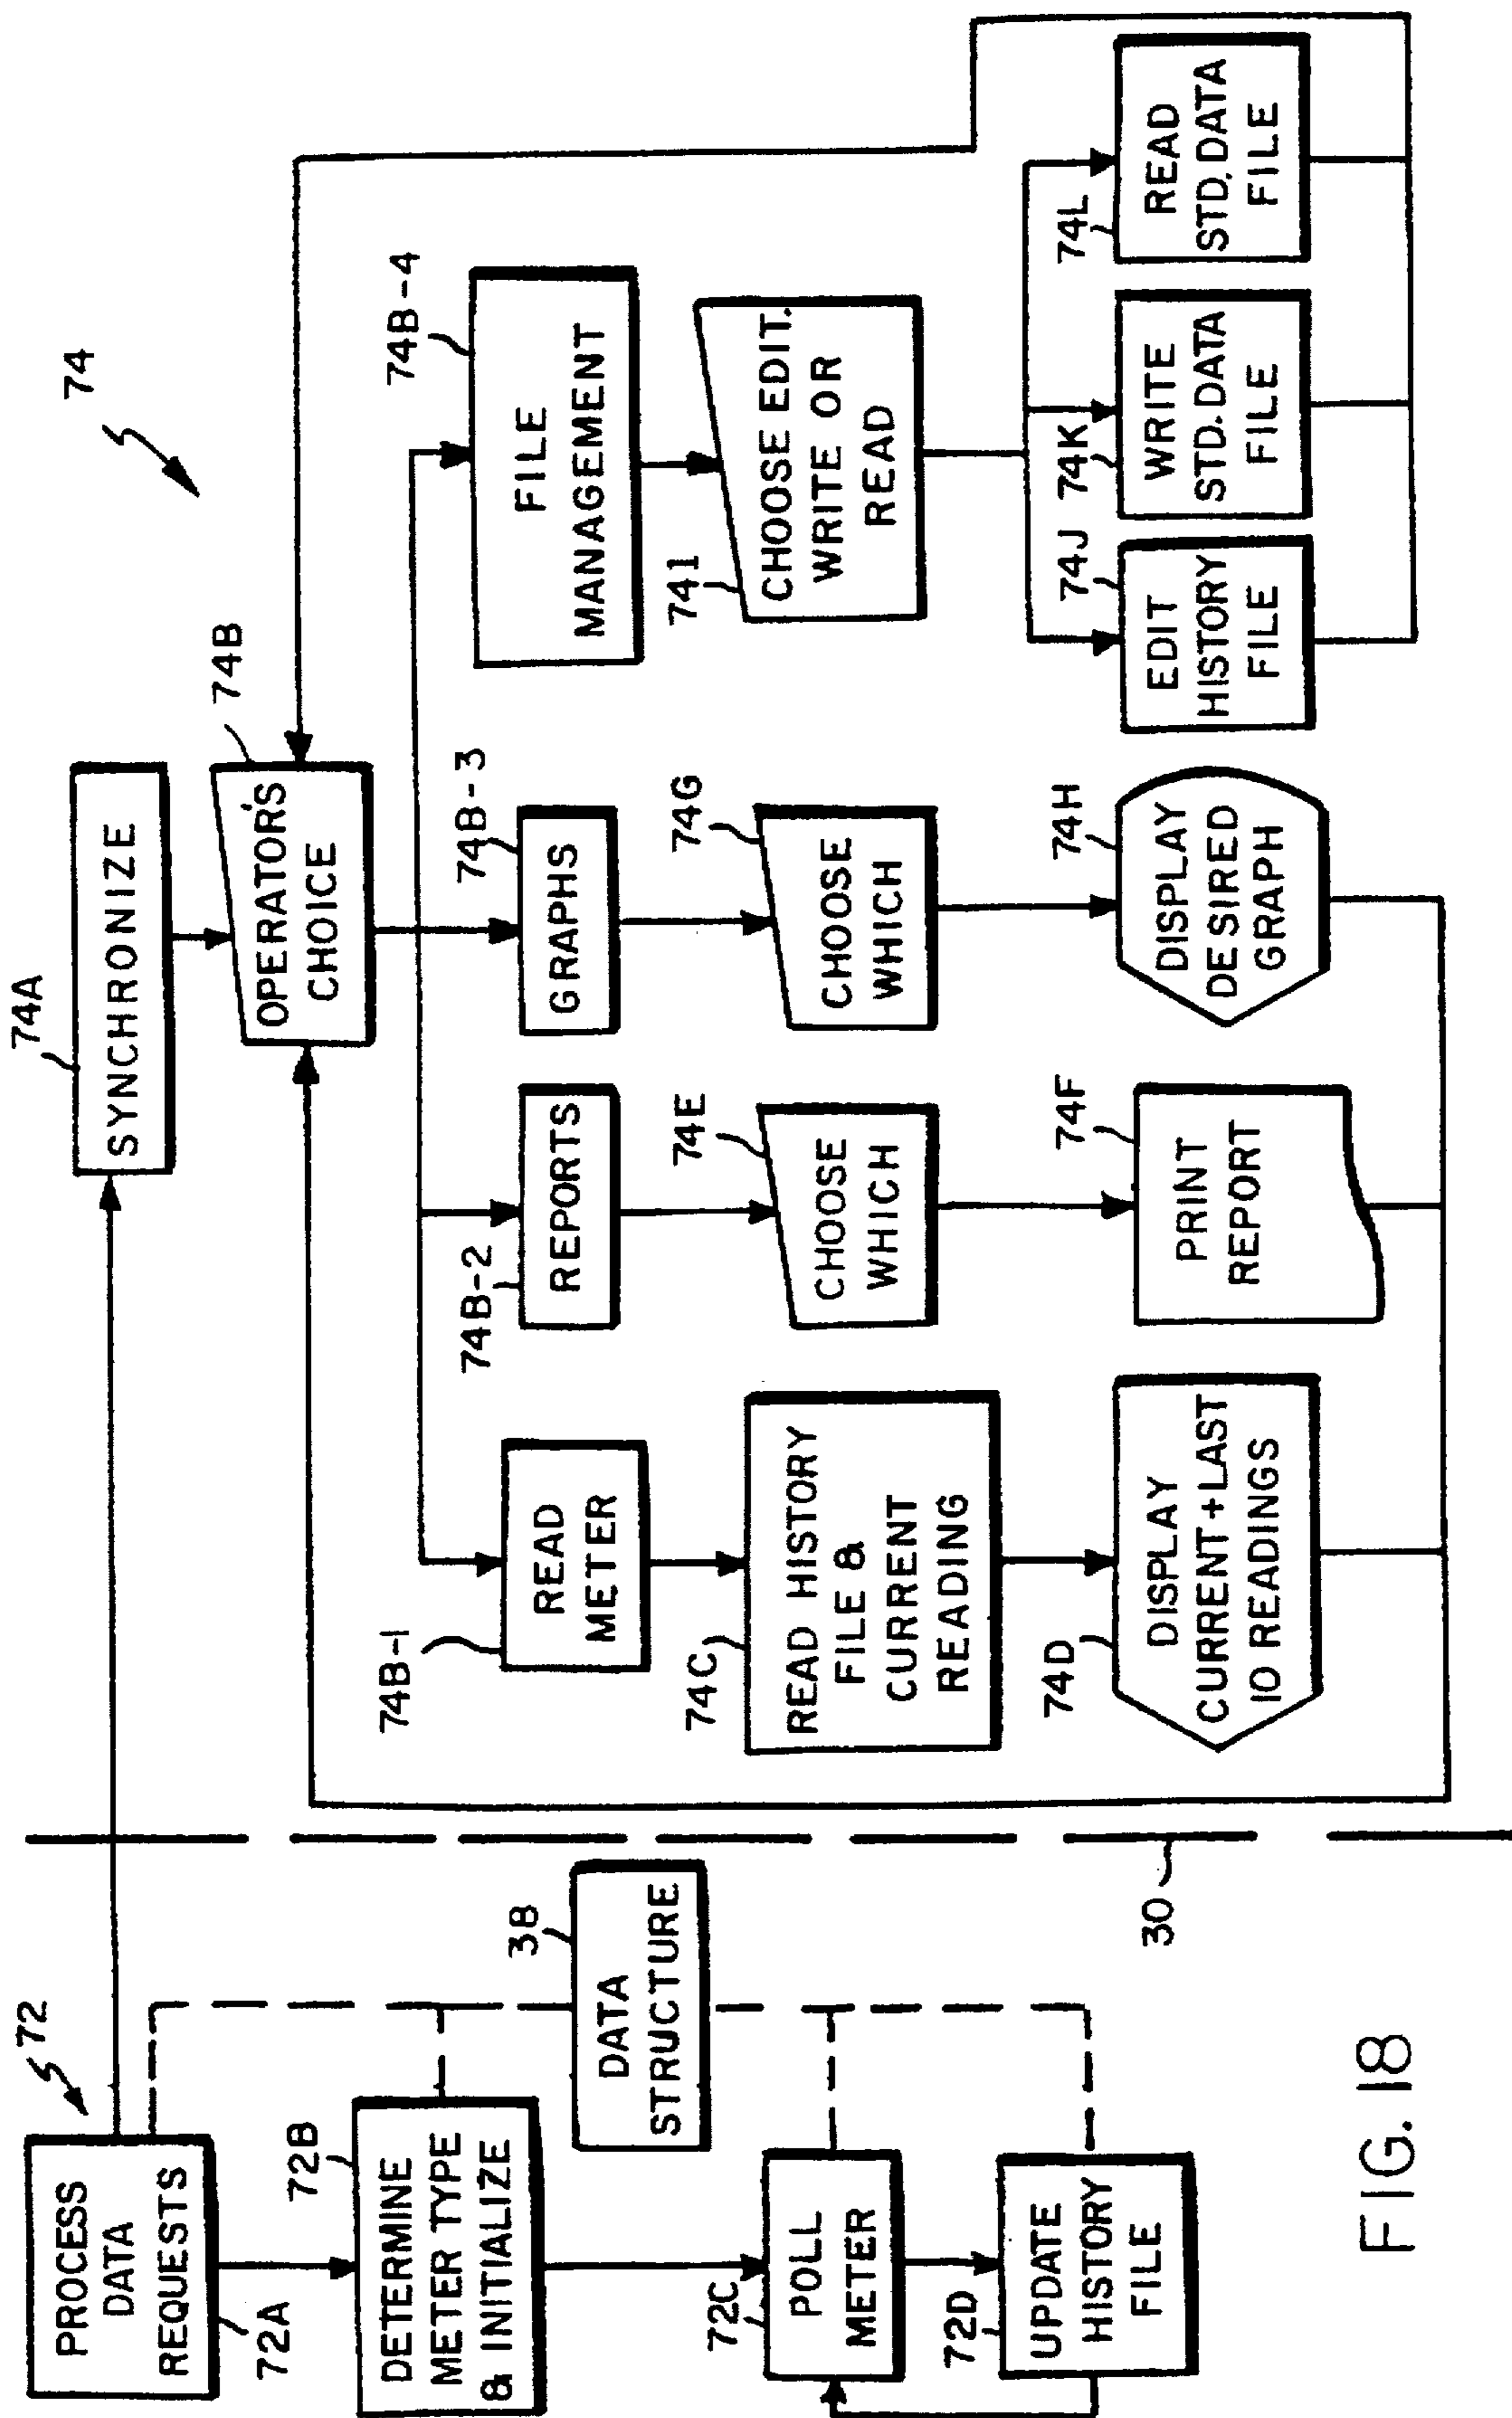 72
PROCESS
DATA
REQUESTS
72A
72B
DETERMINE
METER TYPE
& INITIALIZE
38
DATA
STRUCTURE
72C
POLL
METER
72D
UPDATE
HISTORY
FILE
30
74
74A
SYNCHRONIZE
74B
OPERATOR'S
CHOICE
74B-1
READ
METER
74B-2
REPORTS
74B-3
GRAPHS
74B-4
FILE
MANAGEMENT
74C
READ HISTORY
FILE &
CURRENT
READING
74E
CHOOSE
WHICH
74G
CHOOSE
WHICH
74I
CHOOSE EDIT.
WRITE OR
READ
74D
DISPLAY
CURRENT+LAST
10 READINGS
74F
PRINT
REPORT
74H
DISPLAY
DESIRED
GRAPH
74J
EDIT
HISTORY
FILE
74K
WRITE
STD. DATA
FILE
74L
READ
STD. DATA
FILE
FIG. 18